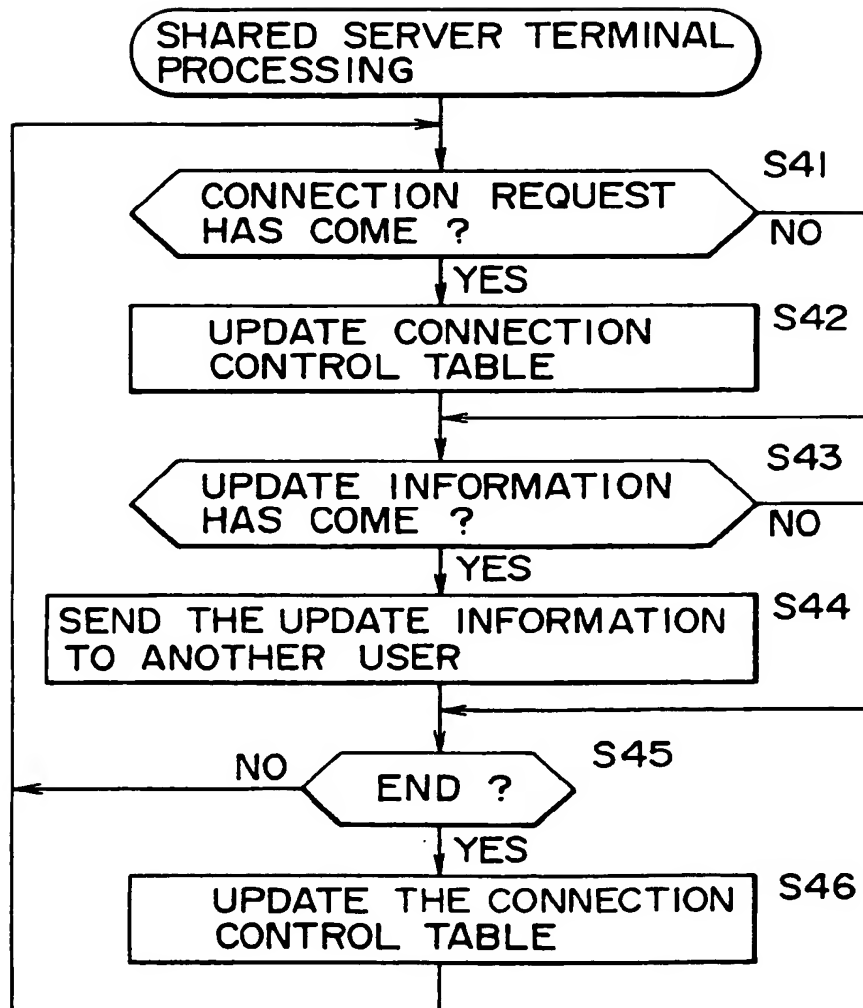 SHARED SERVER TERMINAL
PROCESSING
S41
CONNECTION REQUEST
HAS COME ?
NO
YES
S42
UPDATE CONNECTION
CONTROL TABLE
S43
UPDATE INFORMATION
HAS COME ?
NO
YES
S44
SEND THE UPDATE INFORMATION
TO ANOTHER USER
S45
NO
END ?
YES
S46
UPDATE THE CONNECTION
CONTROL TABLE